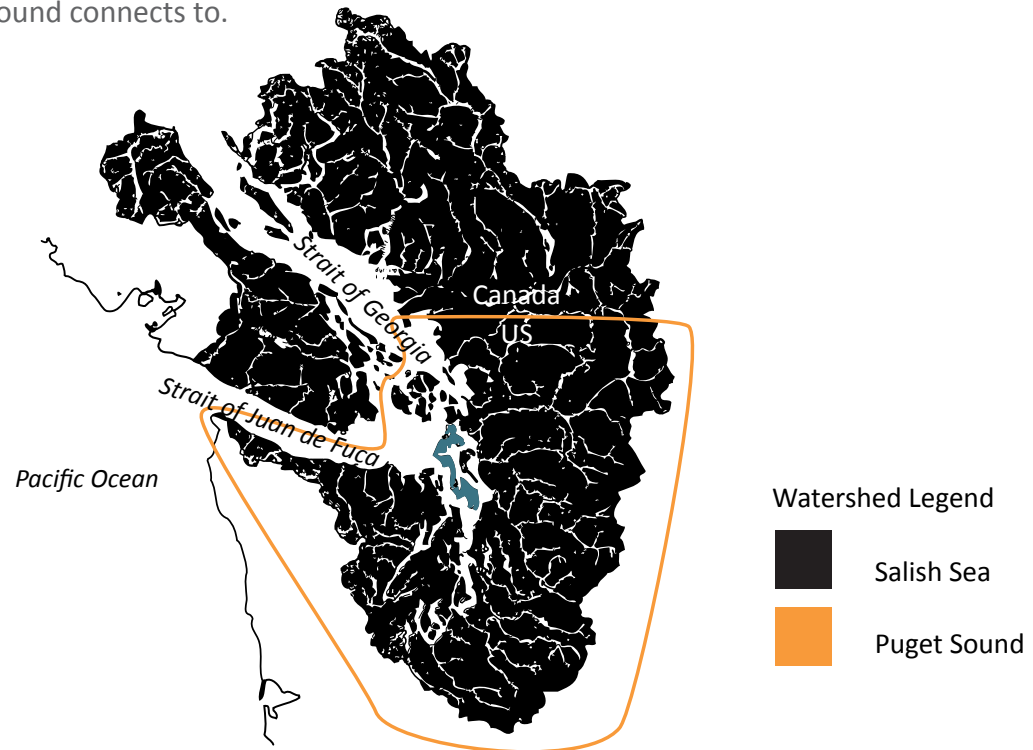 ound connects to.
Strait of Georgia
Canada
US
Strait of Juan de Fuca
Pacific Ocean
Watershed Legend
Salish Sea
Puget Sound